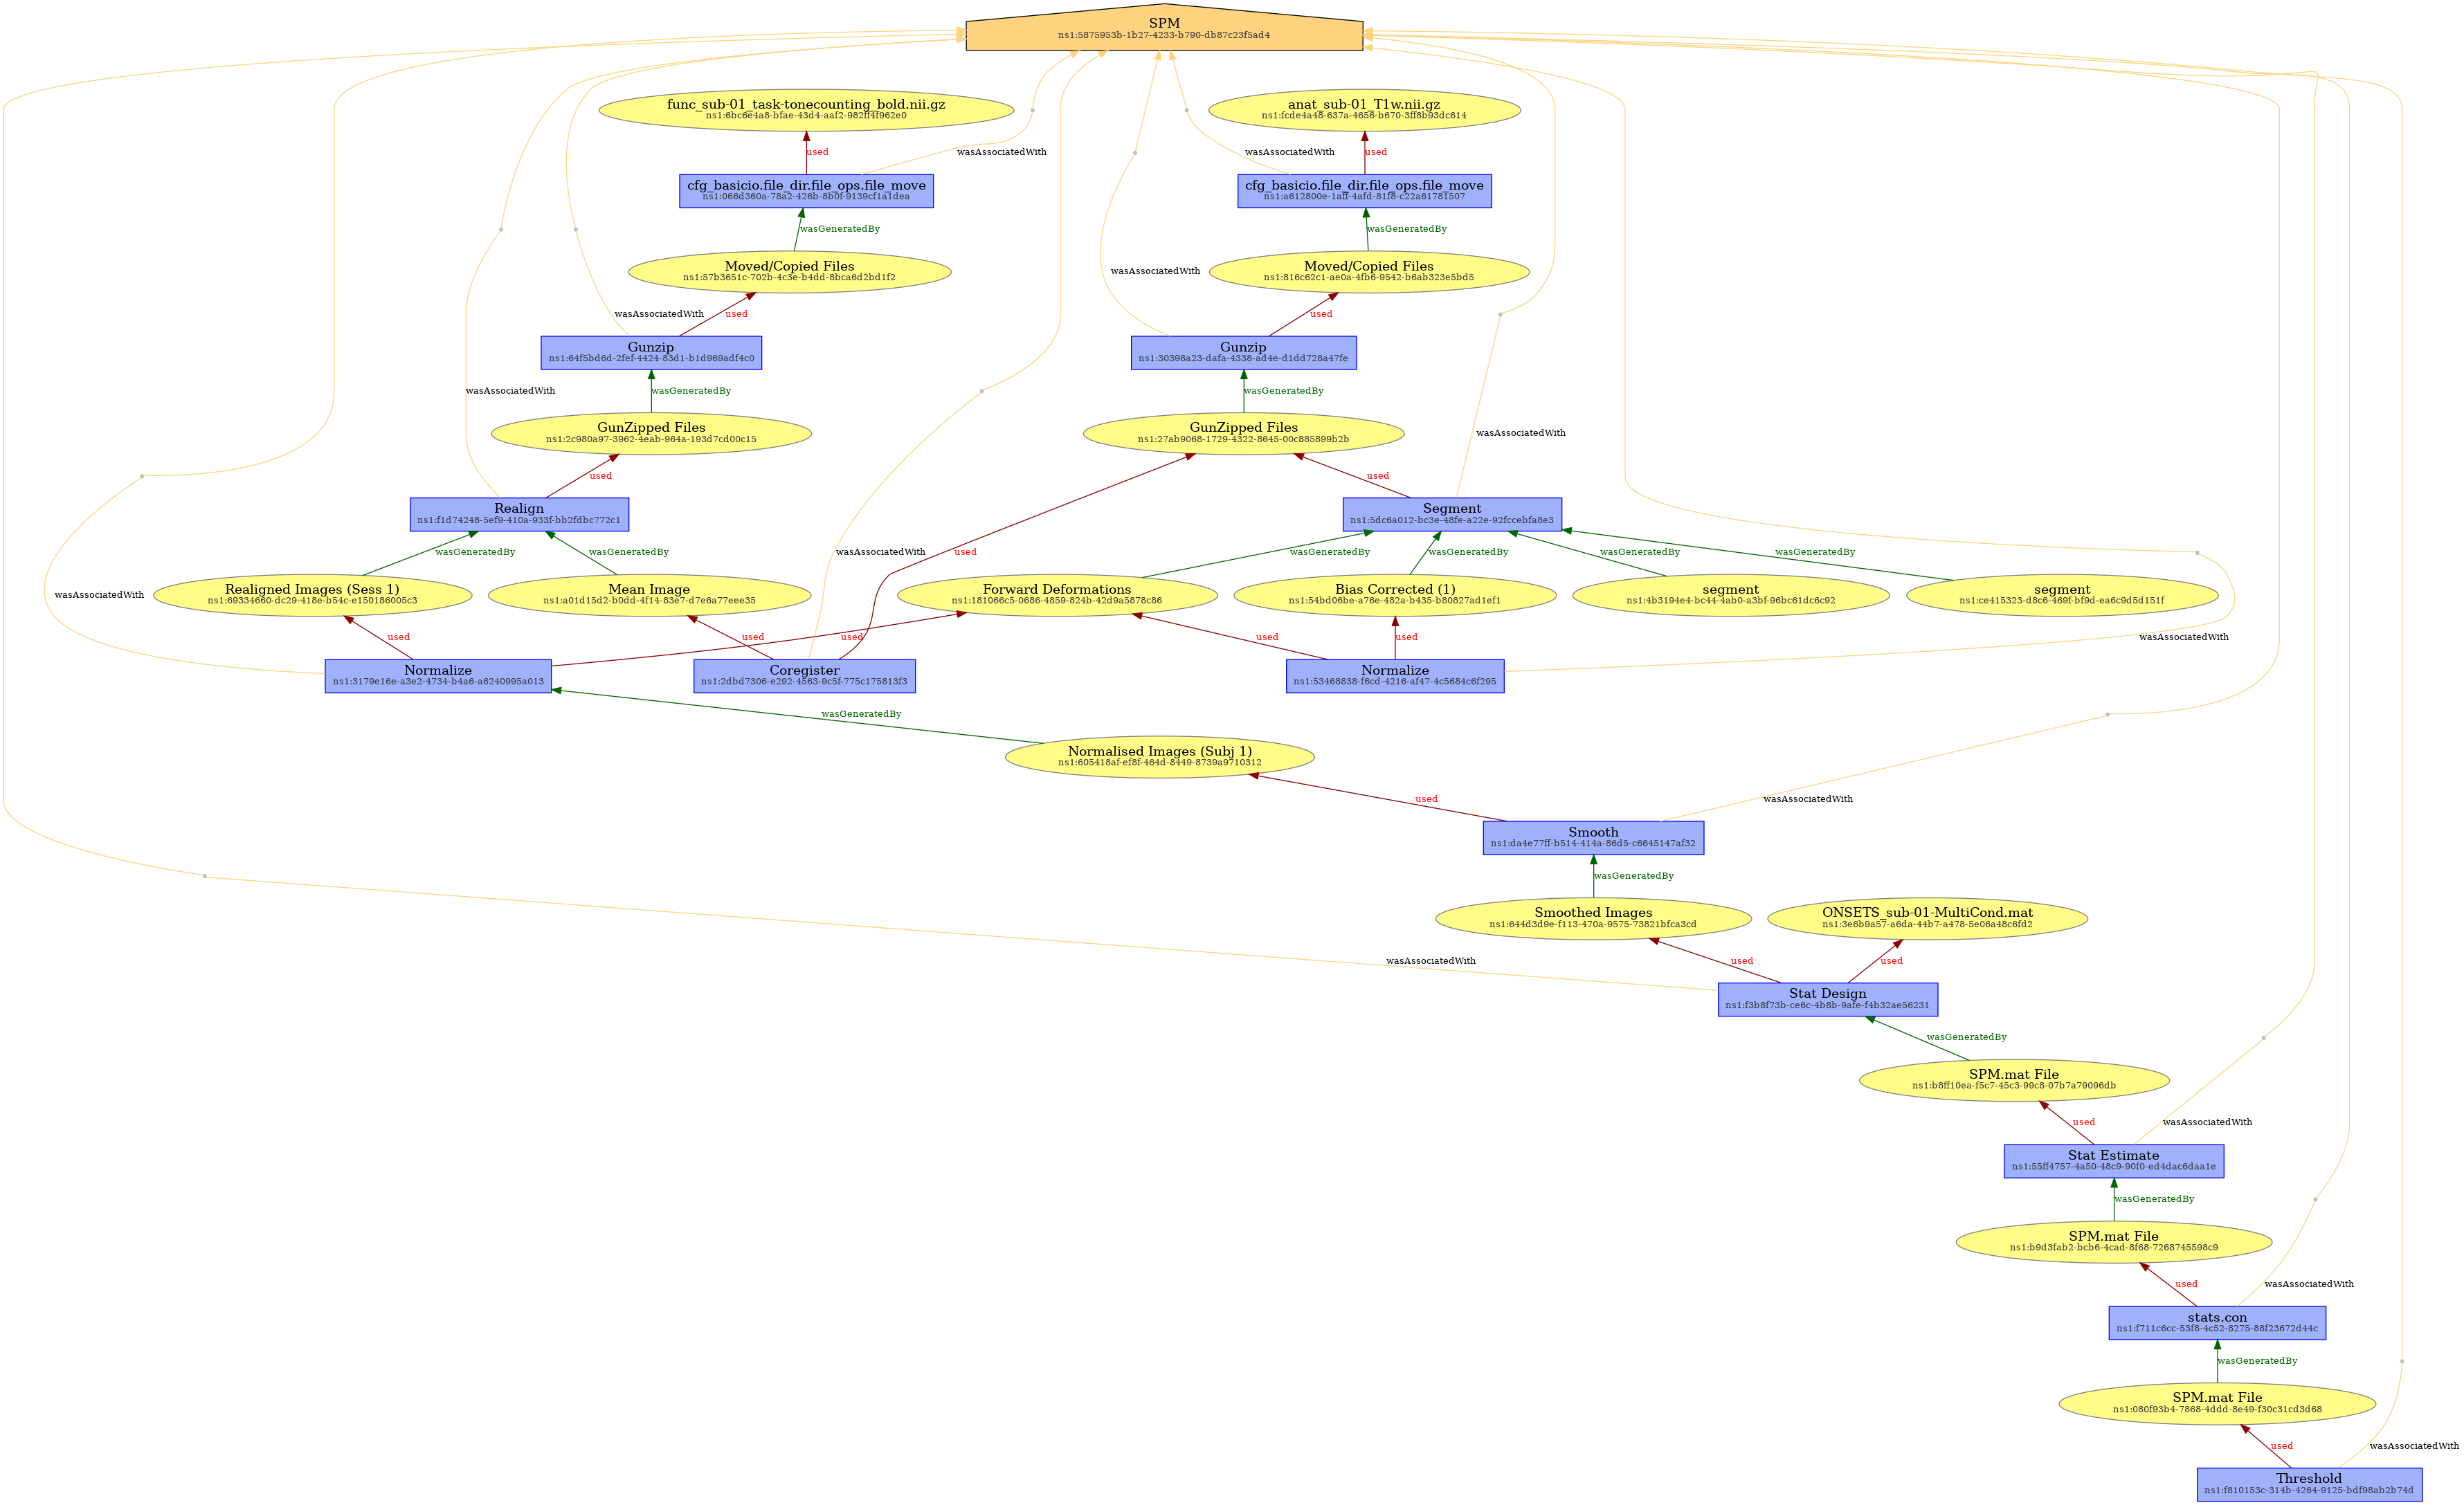 SPM
ns1:5875953b-1b27-4233-b790-db87c23f5ad4
func_sub-01_task-tonecounting_bold.nii.gz
ns1:6bc6e4a8-bfae-43d4-aaf2-982ff4f962e0
anat_sub-01_T1w.nii.gz
ns1:fcde4a48-637a-4656-b670-3ff8b93dc614
used
wasAssociatedWith
wasAssociatedWith
used
cfg_basicio.file_dir.file_ops.file_move
ns1:066d360a-78a2-426b-8b0f-9139cf1a1dea
cfg_basicio.file_dir.file_ops.file_move
ns1:a612800e-1aff-4afd-81f8-c22a61781507
wasGeneratedBy
wasGeneratedBy
Moved/Copied Files
ns1:57b3651c-702b-4c3e-b4dd-8bca6d2bd1f2
Moved/Copied Files
ns1:816c62c1-ae0a-4fb6-9542-b6ab323e5bd5
wasAssociatedWith
wasAssociatedWith
used
used
Gunzip
ns1:64f5bd6d-2fef-4424-83d1-b1d969adf4c0
Gunzip
ns1:30398a23-dafa-4338-ad4e-d1dd728a47fe
wasAssociatedWith
wasGeneratedBy
wasGeneratedBy
GunZipped Files
ns1:2c980a97-3962-4eab-964a-193d7cd00c15
GunZipped Files
ns1:27ab9068-1729-4322-8645-00c885899b2b
wasAssociatedWith
used
used
Realign
ns1:f1d74248-5ef9-410a-933f-bb2fdbc772c1
Segment
ns1:5dc6a012-bc3e-48fe-a22e-92fccebfa8e3
wasGeneratedBy
wasGeneratedBy
wasAssociatedWith
used
wasGeneratedBy
wasGeneratedBy
wasGeneratedBy
wasGeneratedBy
wasAssociatedWith
Realigned Images (Sess 1)
ns1:69334660-dc29-418e-b54c-e150186005c3
Mean Image
ns1:a01d15d2-b0dd-4f14-83e7-d7e6a77eee35
Forward Deformations
ns1:181066c5-0686-4859-824b-42d9a5878c86
Bias Corrected (1)
ns1:54bd06be-a76e-482a-b435-b80827ad1ef1
segment
ns1:4b3194e4-bc44-4ab0-a3bf-96bc61dc6c92
segment
ns1:ce415323-d8c6-469f-bf9d-ea6c9d5d151f
used
used
used
used
used
wasAssociatedWith
Normalize
ns1:3179e16e-a3e2-4734-b4a6-a6240995a013
Coregister
ns1:2dbd7306-e292-4563-9c5f-775c175813f3
Normalize
ns1:53468838-f6cd-4216-af47-4c5684c6f295
wasGeneratedBy
Normalised Images (Subj 1)
ns1:605418af-ef8f-464d-8449-8739a9710312
used
wasAssociatedWith
Smooth
ns1:da4e77ff-b514-414a-86d5-c6645147af32
wasGeneratedBy
Smoothed Images
ns1:644d3d9e-f113-470a-9575-73821bfca3cd
ONSETS_sub-01-MultiCond.mat
ns1:3e6b9a57-a6da-44b7-a478-5e06a48c6fd2
wasAssociatedWith
used
used
Stat Design
ns1:f3b8f73b-ce6c-4b8b-9afe-f4b32ae56231
wasGeneratedBy
SPM.mat File
ns1:b8ff10ea-f5c7-45c3-99c8-07b7a79096db
used
wasAssociatedWith
Stat Estimate
ns1:55ff4757-4a50-48c9-90f0-ed4dac6daa1e
wasGeneratedBy
SPM.mat File
ns1:b9d3fab2-bcb6-4cad-8f68-7268745598c9
used
wasAssociatedWith
stats.con
ns1:f711c6cc-53f8-4c52-8275-88f23672d44c
wasGeneratedBy
SPM.mat File
ns1:080f93b4-7868-4ddd-8e49-f30c31cd3d68
used
wasAssociatedWith
Threshold
ns1:f810153c-314b-4264-9125-bdf98ab2b74d